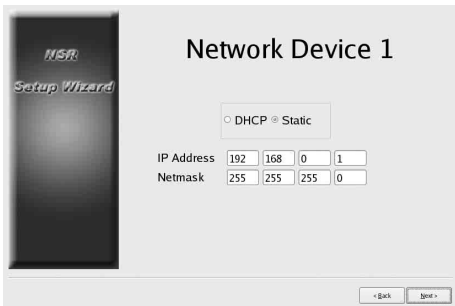 NSR
Setup Wizard
Network Device 1
DHCP Static
IP Address 192 168 0 1
Netmask 255 255 255 0
< Back Next >